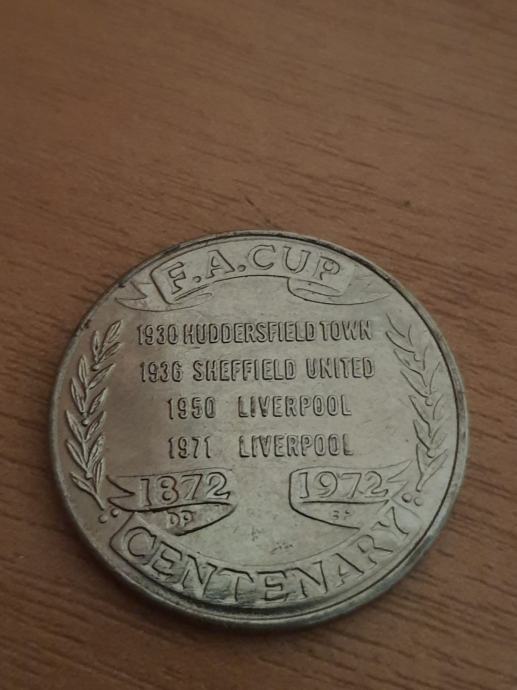 F.A.CUP
1930 HUDDERSFIELD TOWN
1936 SHEFFIELD UNITED
1950 LIVERPOOL
1971 LIVERPOOL
1872 1972
CENTENARY